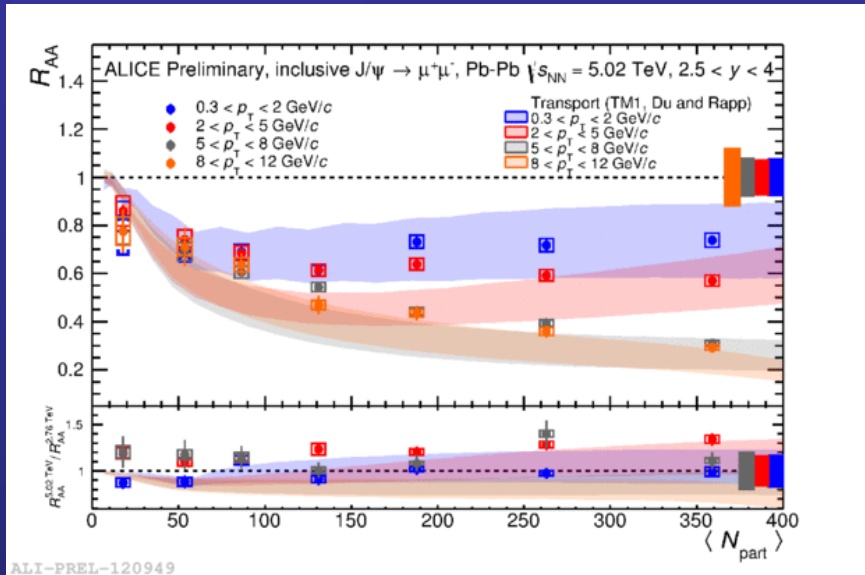 R_AA
ALICE Preliminary, inclusive J/ψ → μ⁺μ⁻, Pb-Pb √s_NN = 5.02 TeV, 2.5 < y < 4
0.3 < p_T < 2 GeV/c
2 < p_T < 5 GeV/c
5 < p_T < 8 GeV/c
8 < p_T < 12 GeV/c
Transport (TM1, Du and Rapp)
0.3 < p_T < 2 GeV/c
2 < p_T < 5 GeV/c
5 < p_T < 8 GeV/c
8 < p_T < 12 GeV/c
1.4
1.2
1
0.8
0.6
0.4
0.2
R_AA^5.02 TeV / R_AA^2.76 TeV
1.5
1
0.6
0 50 100 150 200 250 300 350 400
⟨ N_part ⟩
ALI-PREL-120949